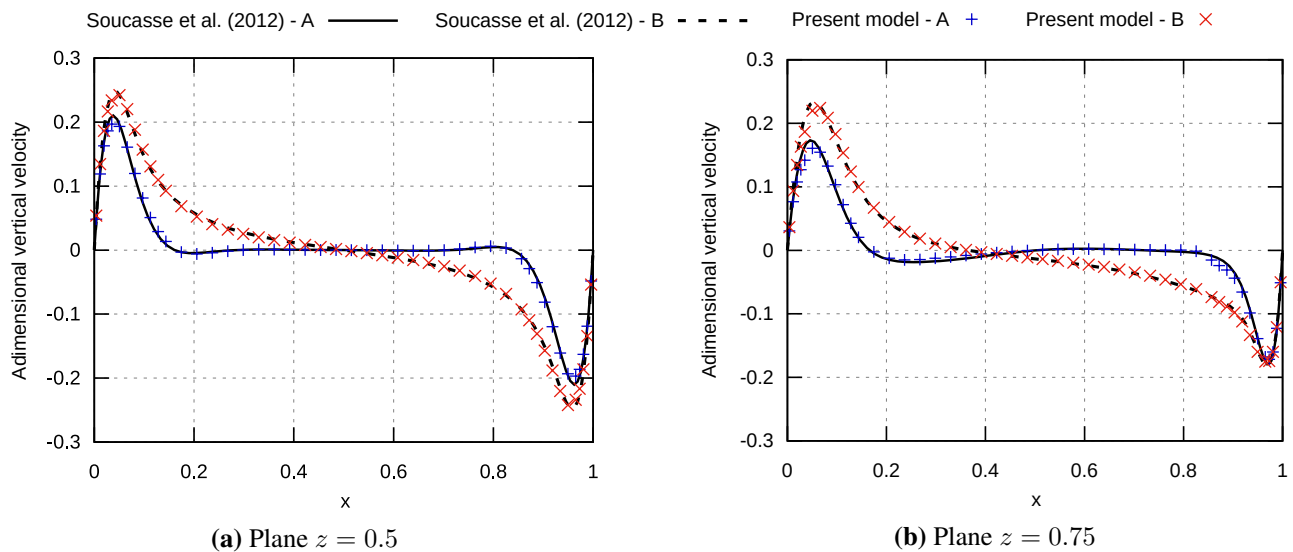 Soucasse et al. (2012) - A Soucasse et al. (2012) - B Present model - A Present model - B
0.3
0.2
0.1
0
-0.1
-0.2
-0.3
0 0.2 0.4 0.6 0.8 1
Adimensional vertical velocity
x
(a) Plane z = 0.5
0.3
0.2
0.1
0
-0.1
-0.2
-0.3
0 0.2 0.4 0.6 0.8 1
Adimensional vertical velocity
x
(b) Plane z = 0.75